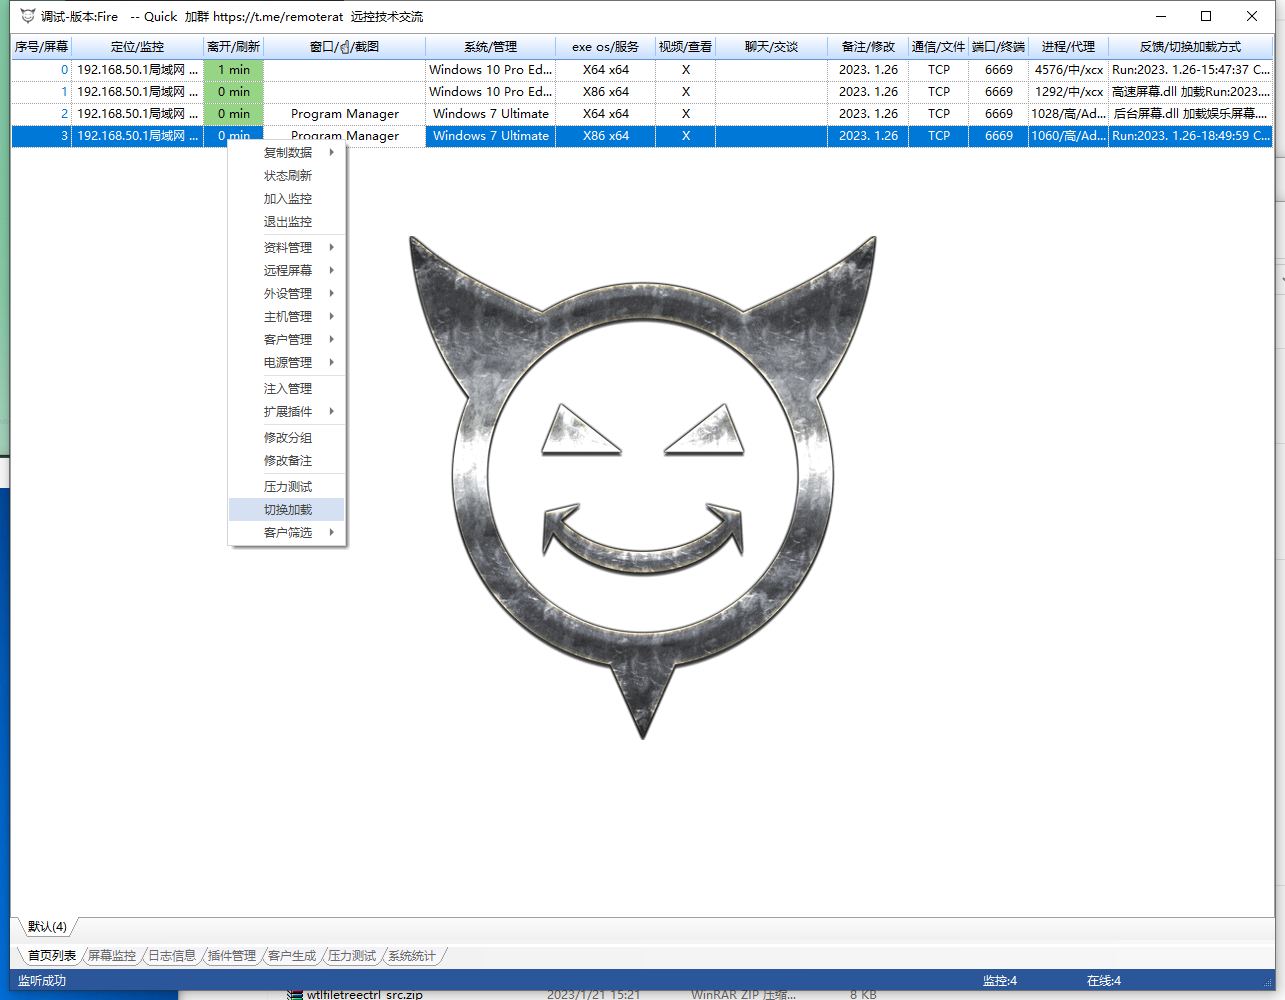 调试-版本:Fire -- Quick 加群 https://t.me/remoterat 远控技术交流
序号/屏幕 定位/监控 离开/刷新 窗口/截图 系统/管理 exe os/服务 视频/查看 聊天/交谈 备注/修改 通信/文件 端口/终端 进程/代理 反馈/切换加载方式
0 192.168.50.1局域网 ... 1 min Windows 10 Pro Ed... X64 x64 X 2023. 1.26 TCP 6669 4576/中/xcx Run:2023. 1.26-15:47:37 C...
1 192.168.50.1局域网 ... 0 min Windows 10 Pro Ed... X86 x64 X 2023. 1.26 TCP 6669 1292/中/xcx 高速屏幕.dll 加载Run:2023....
2 192.168.50.1局域网 ... 0 min Program Manager Windows 7 Ultimate X64 x64 X 2023. 1.26 TCP 6669 1028/高/Ad... 后台屏幕.dll 加载娱乐屏幕....
3 192.168.50.1局域网 ... 0 min Program Manager Windows 7 Ultimate X86 x64 X 2023. 1.26 TCP 6669 1060/高/Ad... Run:2023. 1.26-18:49:59 C...
复制数据
状态刷新
加入监控
退出监控
资料管理
远程屏幕
外设管理
主机管理
客户管理
电源管理
注入管理
扩展插件
修改分组
修改备注
压力测试
切换加载
客户筛选
默认(4)
首页列表 屏幕监控 日志信息 插件管理 客户生成 压力测试 系统统计
监听成功 监控:4 在线:4
wtlfiletreectrl src.zip 2023/1/21 15:21 WinRAR ZIP 压缩... 8 KB